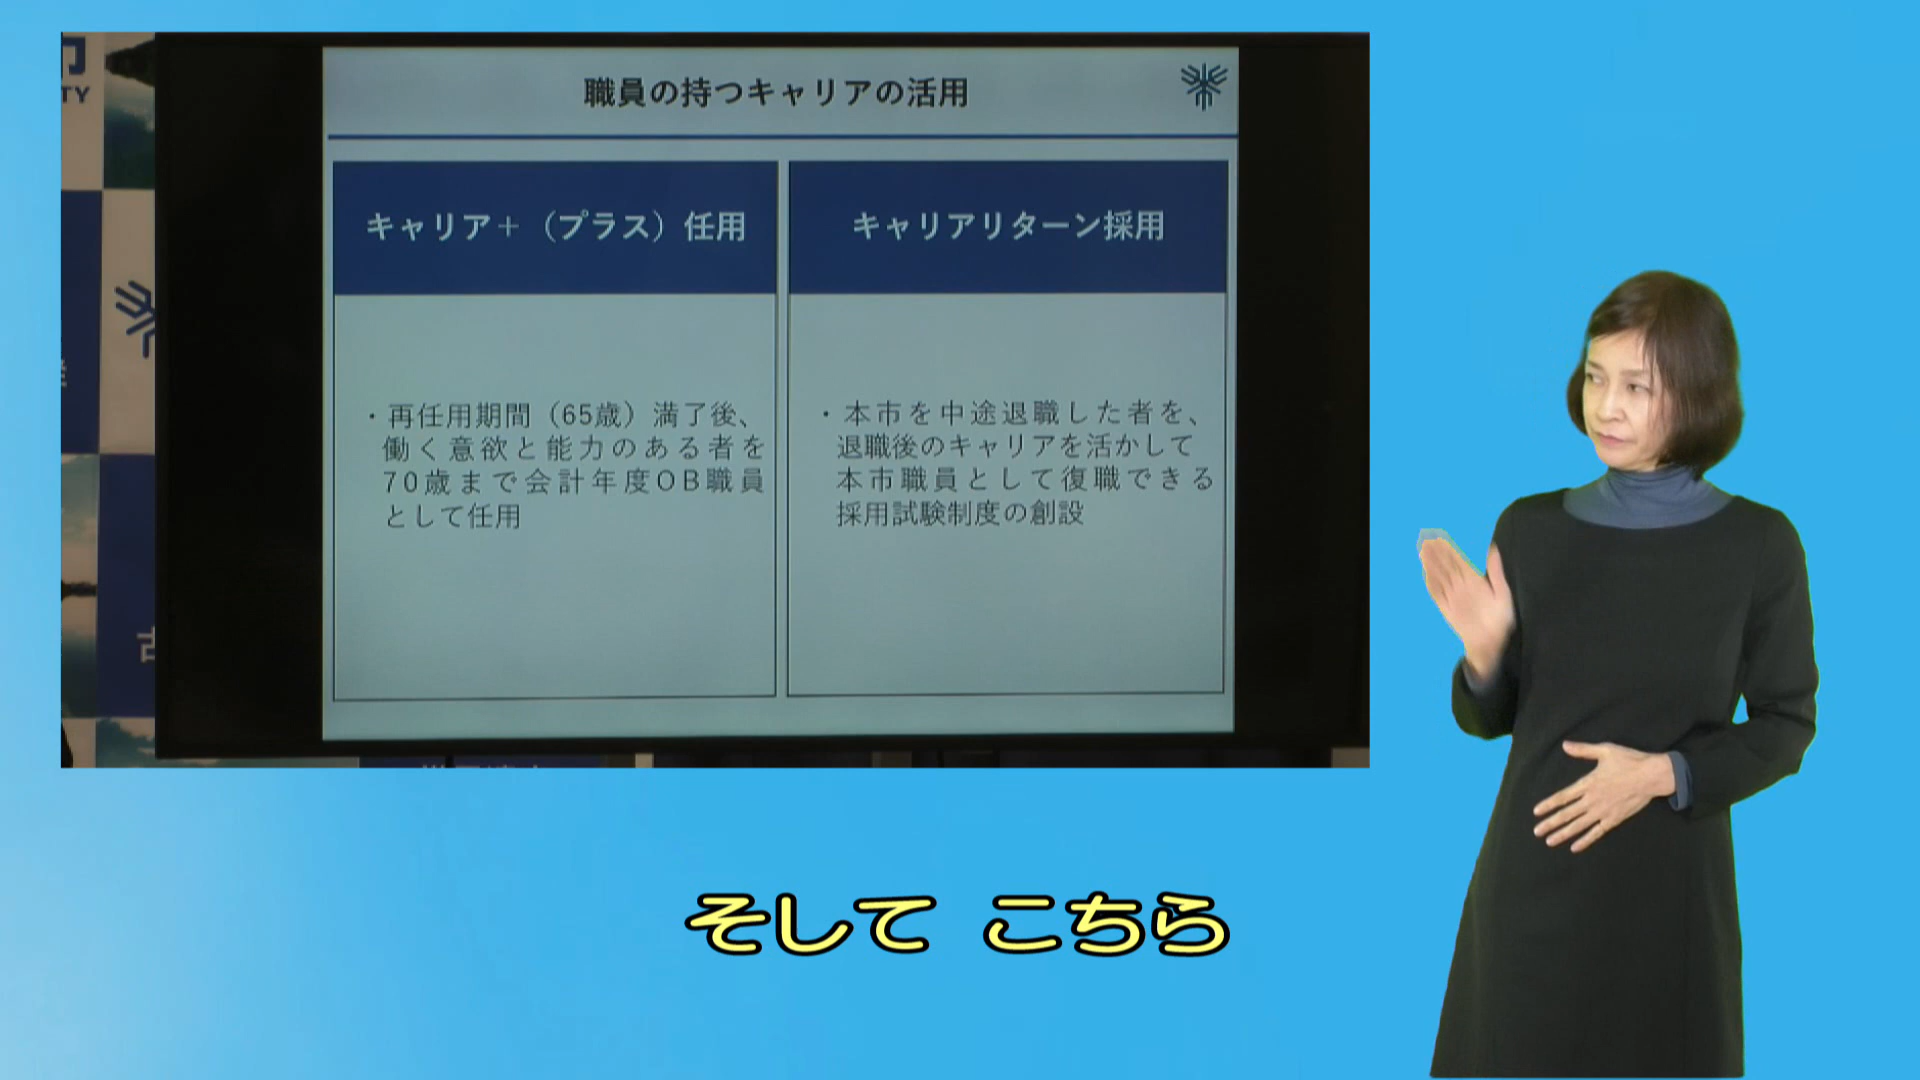 TY
職員の持つキャリアの活用
キャリア＋（プラス）任用
・再任用期間（65歳）満了後、
働く意欲と能力のある者を
70歳まで会計年度OB職員
として任用
キャリアリターン採用
・本市を中途退職した者を、
退職後のキャリアを活かして
本市職員として復職できる
採用試験制度の創設
そして こちら